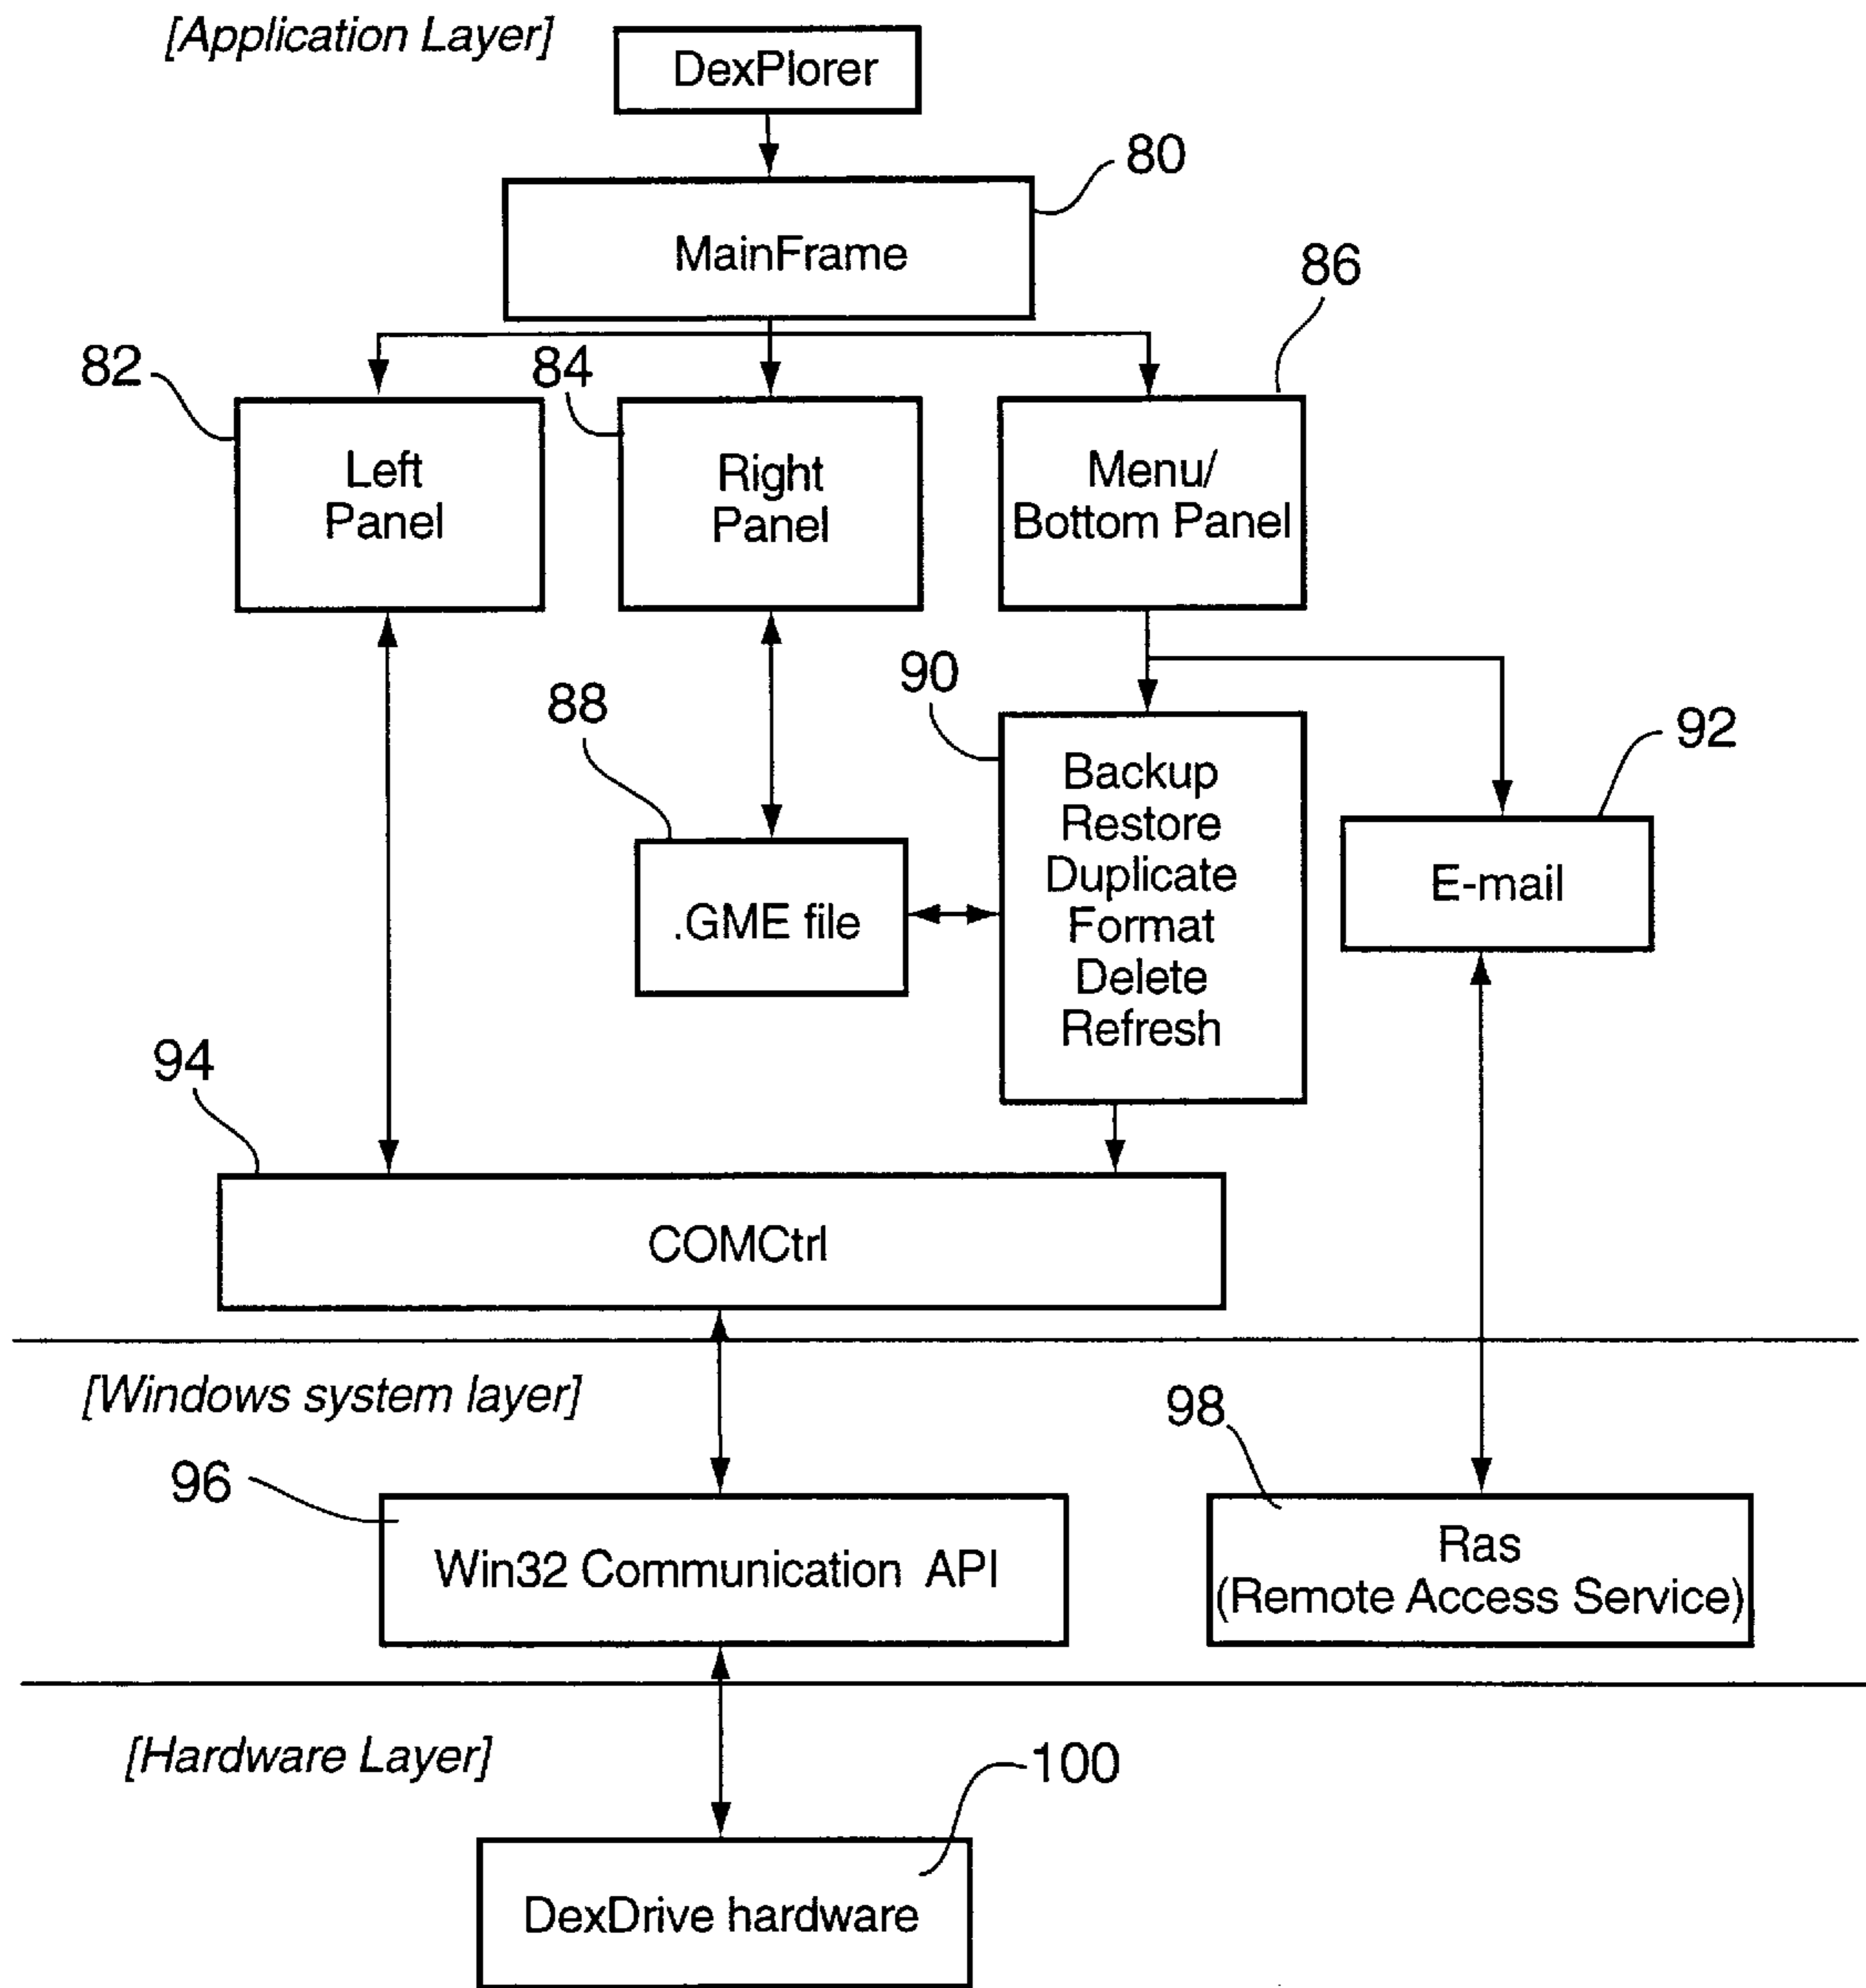 [Application Layer]
DexPlorer
80
MainFrame
86
82
84
Left
Panel
Right
Panel
Menu/
Bottom Panel
88
90
92
Backup
Restore
Duplicate
Format
Delete
Refresh
.GME file
E-mail
94
COMCtrl
[Windows system layer]
98
96
Win32 Communication API
Ras
(Remote Access Service)
[Hardware Layer]
100
DexDrive hardware